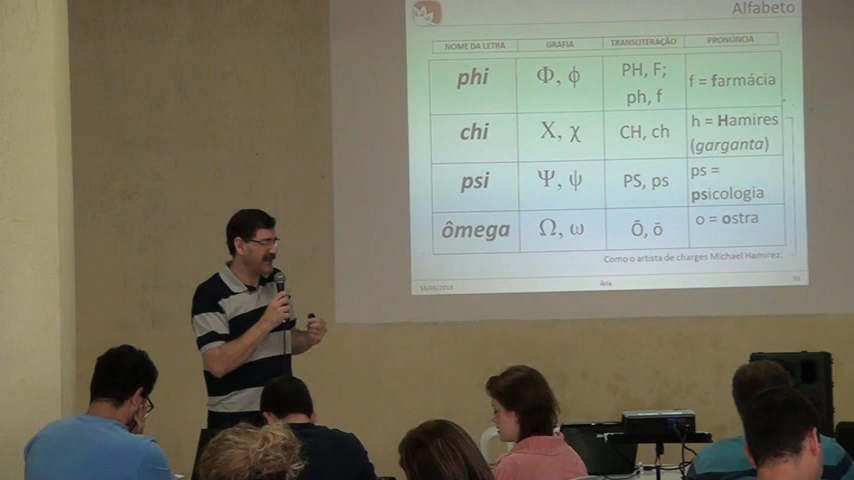 Alfabeto
NOME DA LETRA GRAFIA TRANSLITERAÇÃO PRONÚNCIA
phi Φ, ϕ PH, F; ph, f f = farmácia
chi Χ, χ CH, ch h = Hamires (garganta)
psi Ψ, ψ PS, ps ps = psicologia
ômega Ω, ω Ō, ō o = ostra
Como o artista de charges Michael Hamirez.